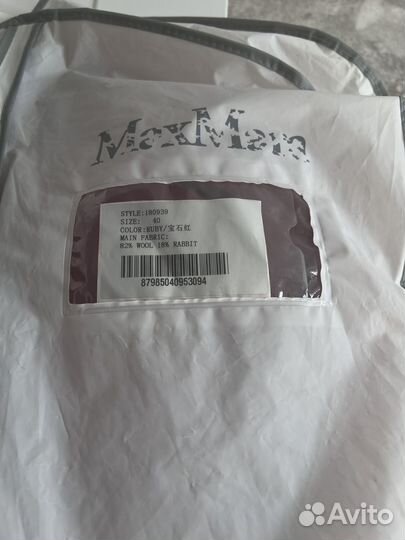 MaxMara
STYLE:180939
SIZE: 40
COLOR:RUBY/宝石红
MAIN FABRIC:
82% WOOL 18% RABBIT
87985040953094
Avito